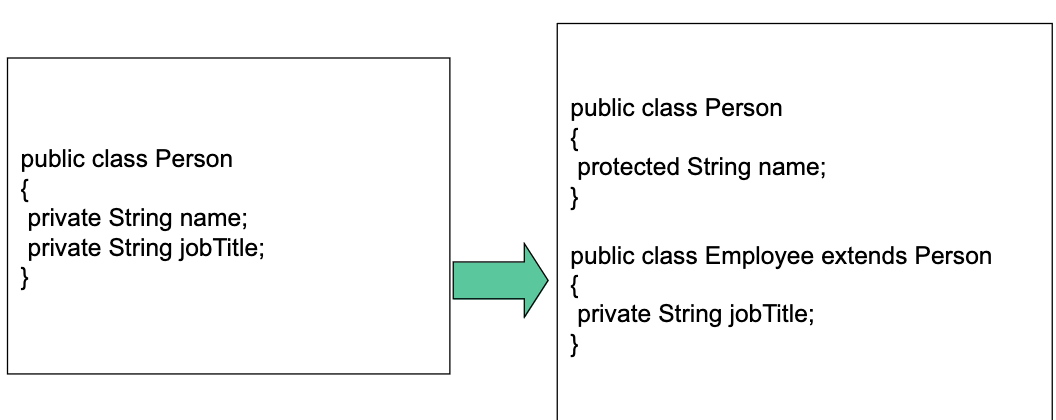 public class Person
{
private String name;
private String jobTitle;
}
public class Person
{
protected String name;
}
public class Employee extends Person
{
private String jobTitle;
}